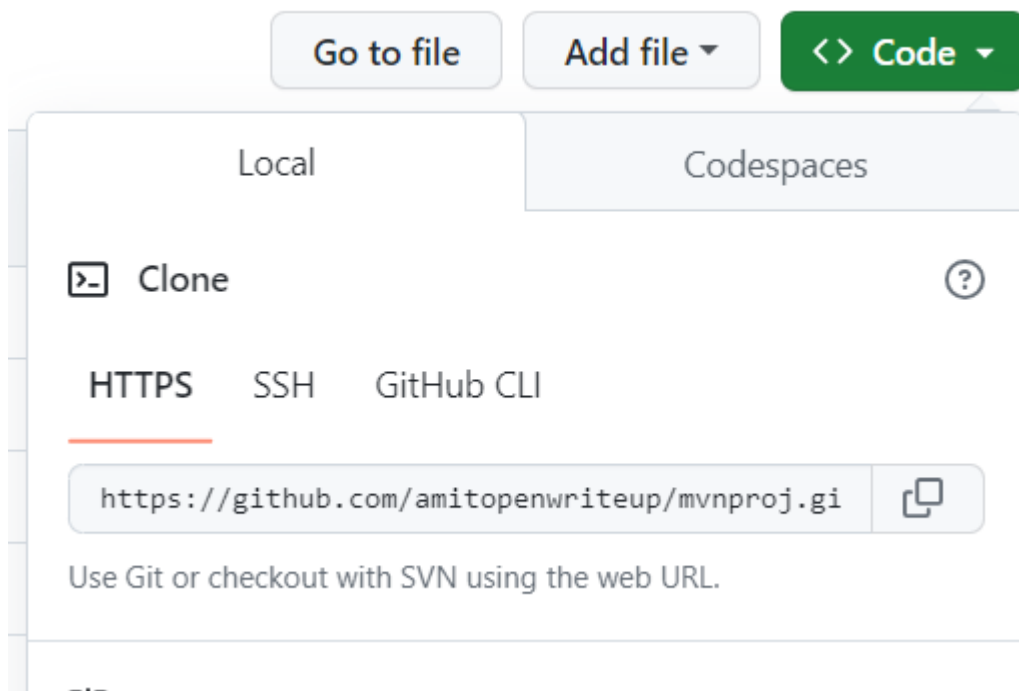 Go to file Add file <> Code
Local Codespaces
Clone
HTTPS SSH GitHub CLI
https://github.com/amitopenwriteup/mvnproj.gi
Use Git or checkout with SVN using the web URL.